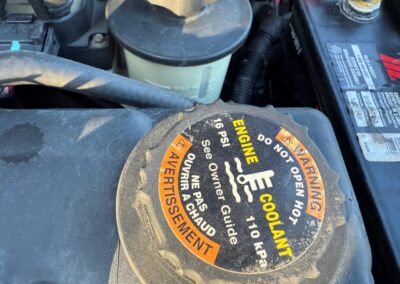 ENGINE
COOLANT
16 PSI
110 kPa
See Owner Guide
WARNING
DO NOT OPEN HOT
NE PAS
OUVRIR A CHAUD
AVERTISSEMENT